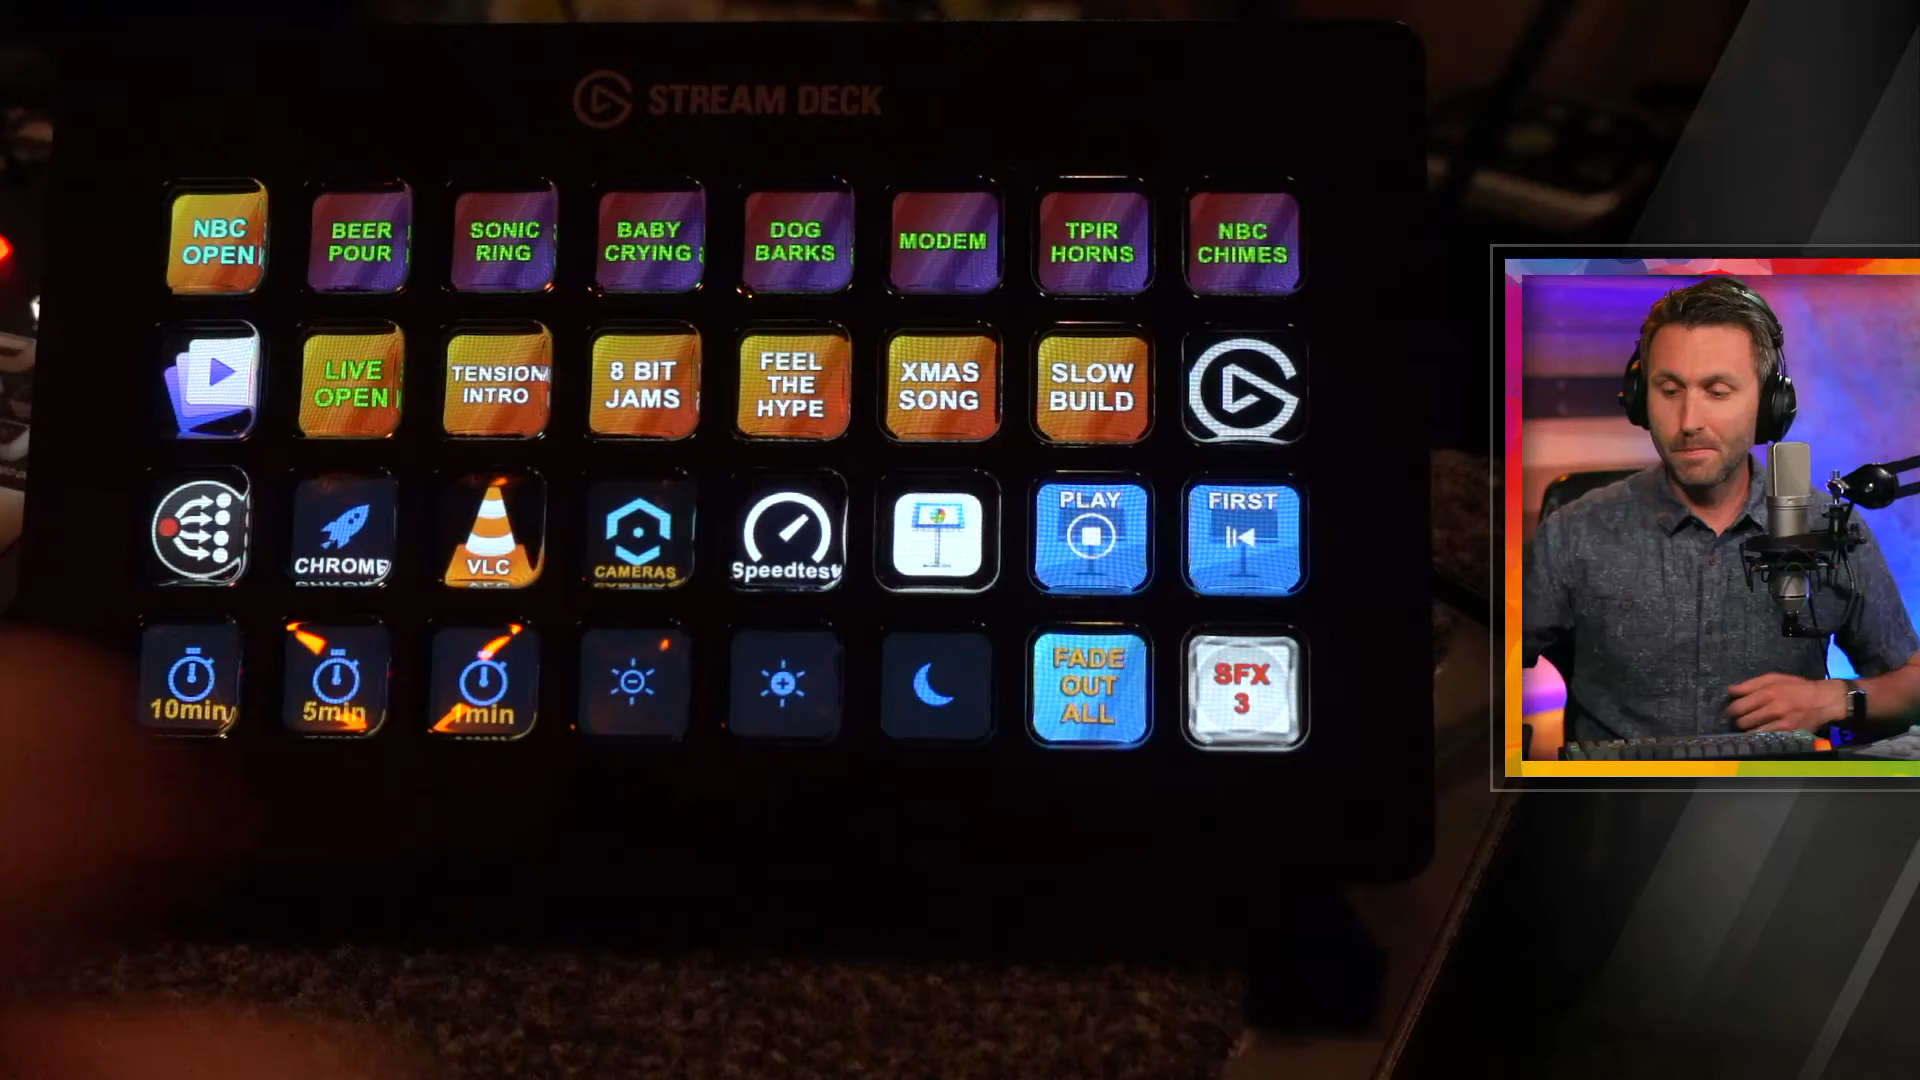 STREAM DECK
NBC
OPEN
BEER
POUR
SONIC
RING
BABY
CRYING
DOG
BARKS
MODEM
TPIR
HORNS
NBC
CHIMES
LIVE
OPEN
TENSION
INTRO
8 BIT
JAMS
FEEL
THE
HYPE
XMAS
SONG
SLOW
BUILD
CHROME
VLC
CAMERAS
Speedtest
PLAY
FIRST
10min
5min
1min
FADE
OUT
ALL
SFX
3